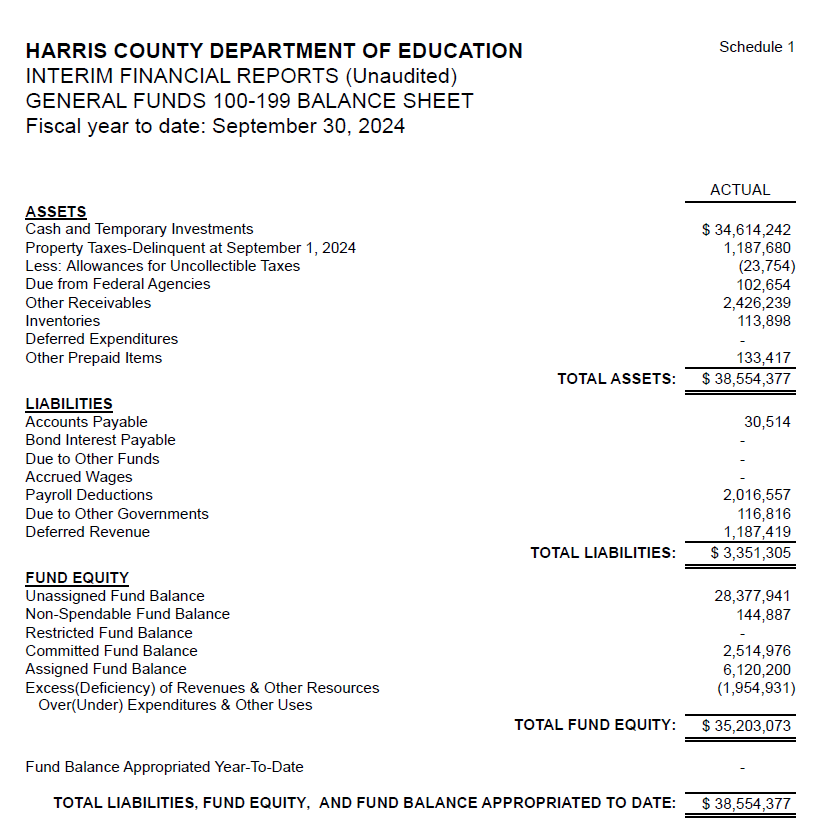 HARRIS COUNTY DEPARTMENT OF EDUCATION Schedule 1
INTERIM FINANCIAL REPORTS (Unaudited)
GENERAL FUNDS 100-199 BALANCE SHEET
Fiscal year to date: September 30, 2024
ACTUAL
ASSETS
Cash and Temporary Investments $ 34,614,242
Property Taxes-Delinquent at September 1, 2024 1,187,680
Less: Allowances for Uncollectible Taxes (23,754)
Due from Federal Agencies 102,654
Other Receivables 2,426,239
Inventories 113,898
Deferred Expenditures -
Other Prepaid Items 133,417
TOTAL ASSETS: $ 38,554,377
LIABILITIES
Accounts Payable 30,514
Bond Interest Payable -
Due to Other Funds -
Accrued Wages -
Payroll Deductions 2,016,557
Due to Other Governments 116,816
Deferred Revenue 1,187,419
TOTAL LIABILITIES: $ 3,351,305
FUND EQUITY
Unassigned Fund Balance 28,377,941
Non-Spendable Fund Balance 144,887
Restricted Fund Balance -
Committed Fund Balance 2,514,976
Assigned Fund Balance 6,120,200
Excess(Deficiency) of Revenues & Other Resources (1,954,931)
Over(Under) Expenditures & Other Uses
TOTAL FUND EQUITY: $ 35,203,073
Fund Balance Appropriated Year-To-Date -
TOTAL LIABILITIES, FUND EQUITY, AND FUND BALANCE APPROPRIATED TO DATE: $ 38,554,377